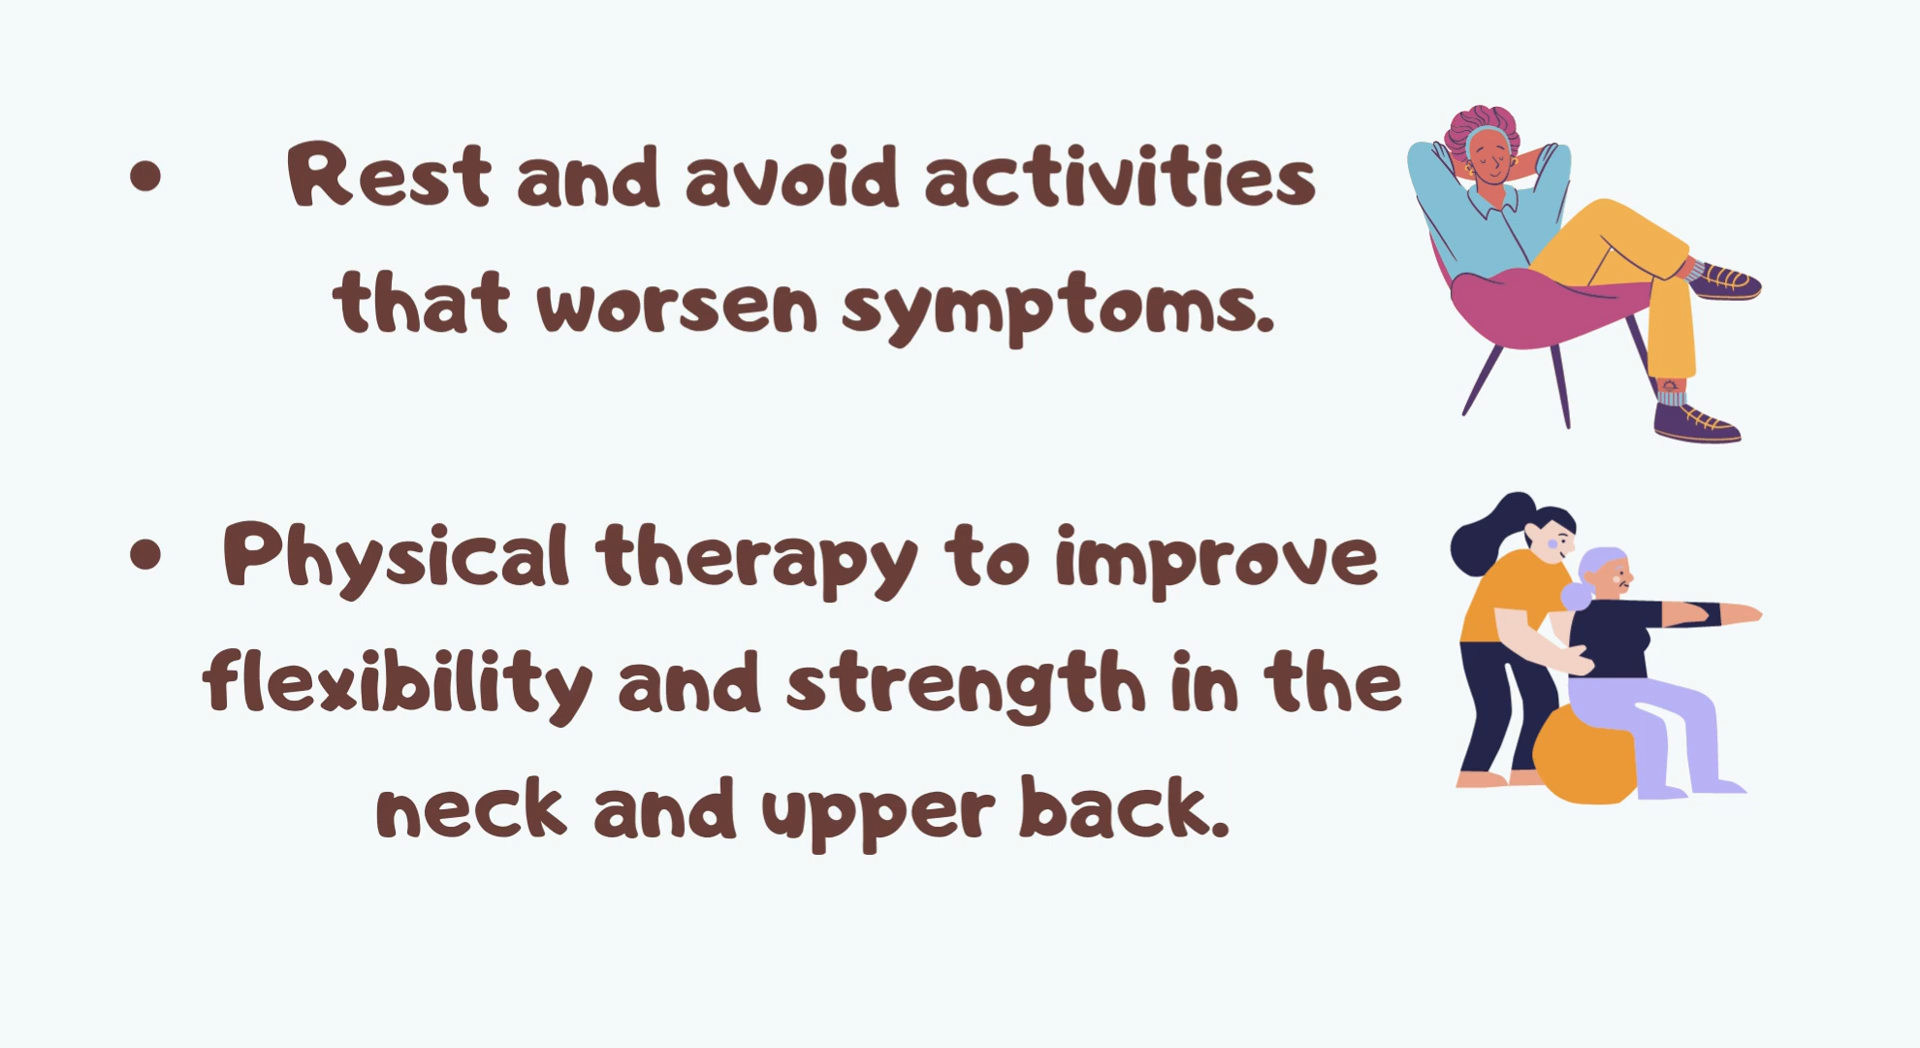 • Rest and avoid activities
that worsen symptoms.
• Physical therapy to improve
flexibility and strength in the
neck and upper back.